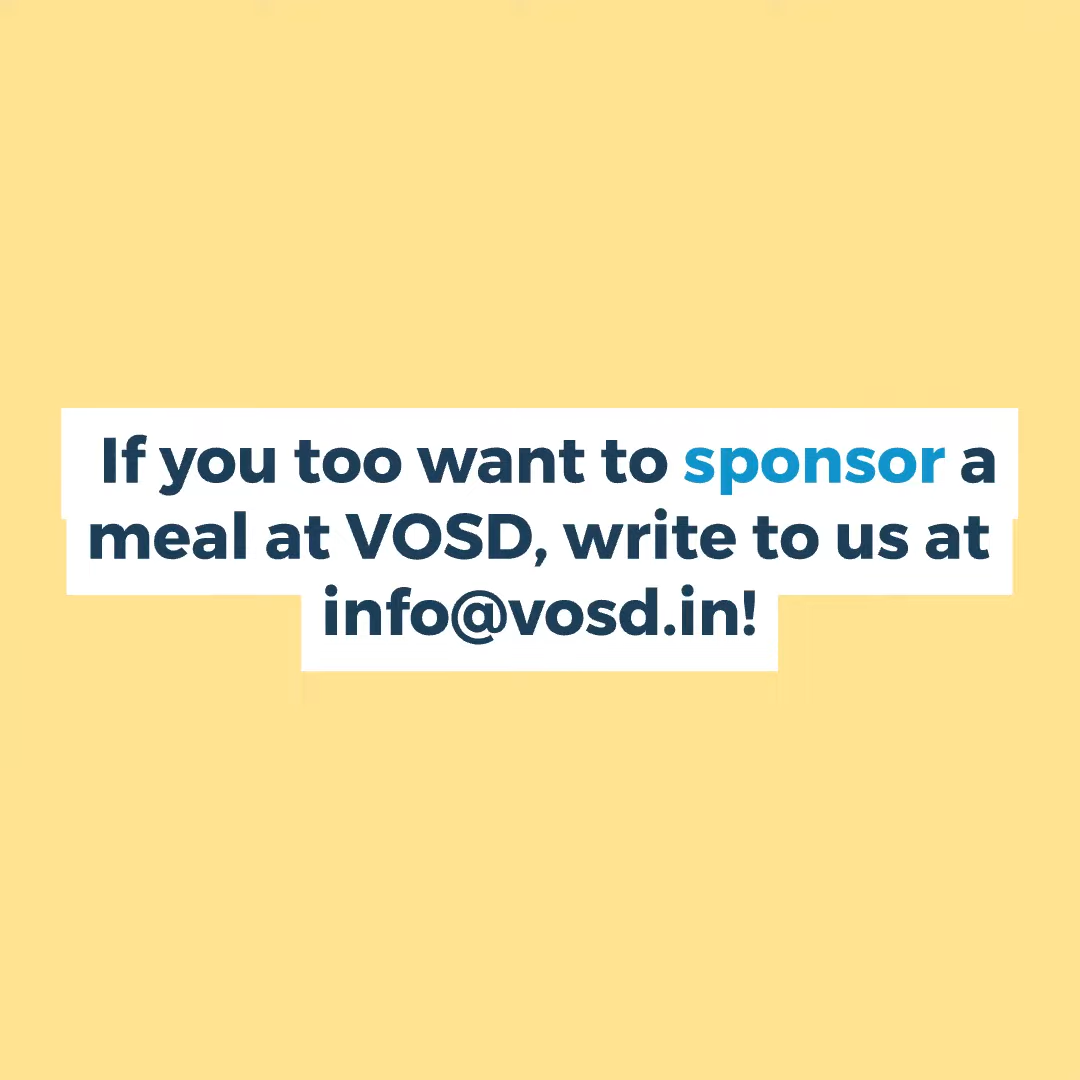 If you too want to sponsor a
meal at VOSD, write to us at
info@vosd.in!